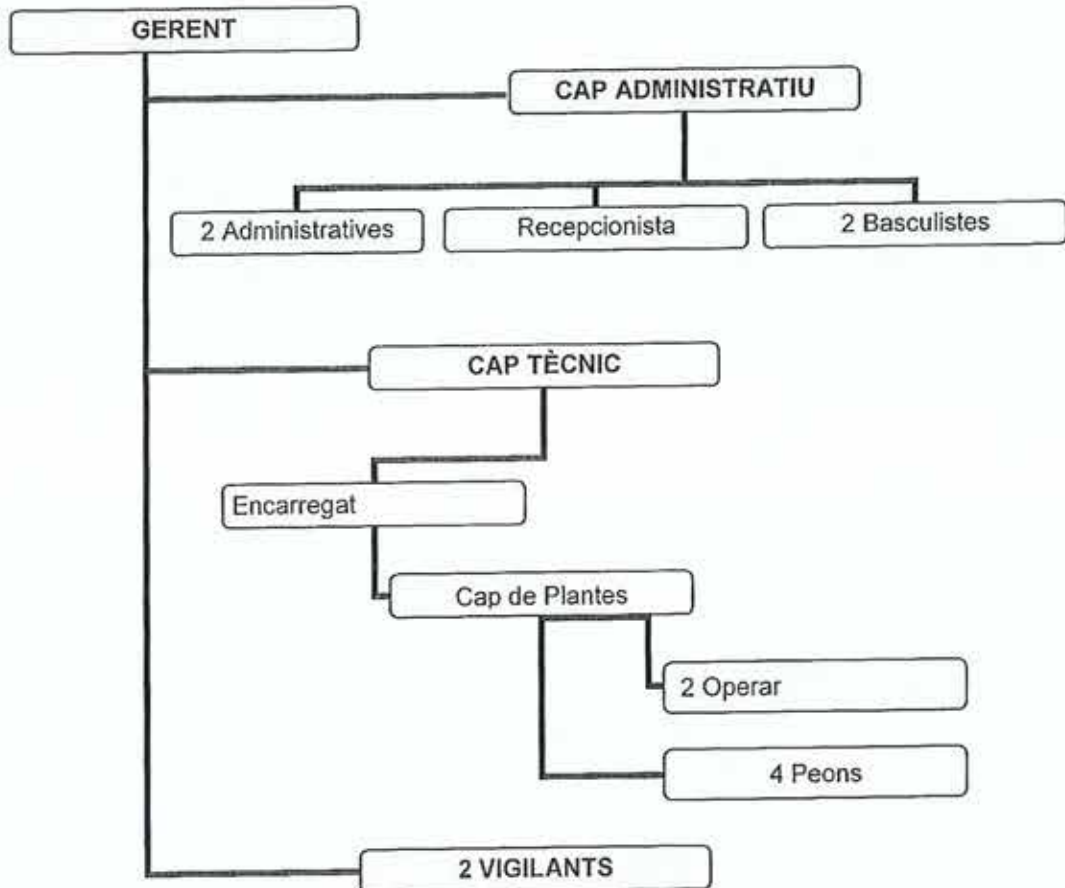 GERENT
CAP ADMINISTRATIU
2 Administratives
Recepcionista
2 Basculistes
CAP TÈCNIC
Encarregat
Cap de Plantes
2 Operar
4 Peons
2 VIGILANTS